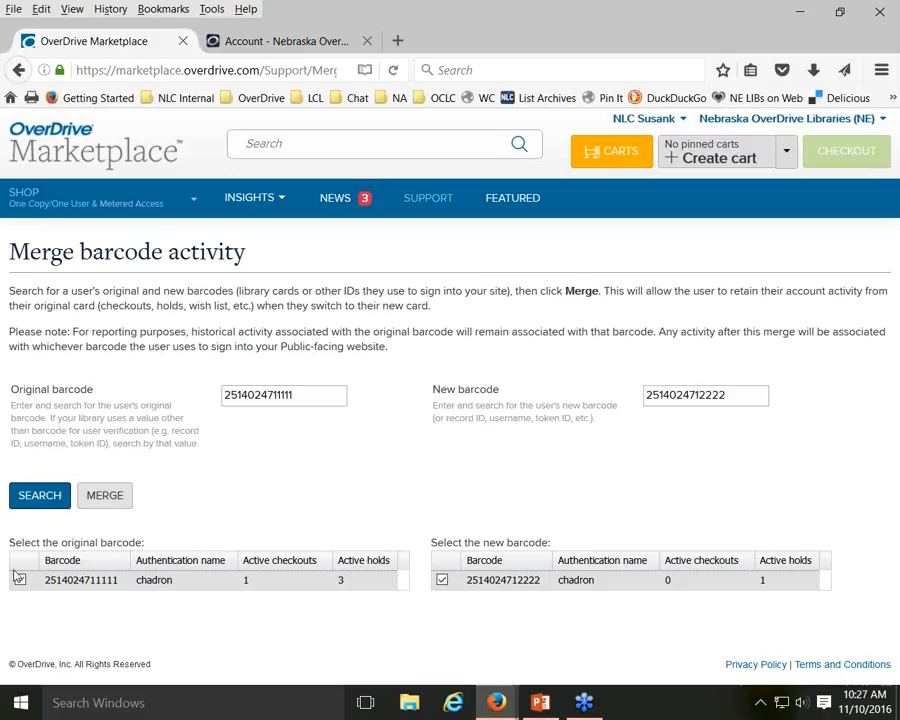 File Edit View History Bookmarks Tools Help
OverDrive Marketplace
Account - Nebraska Over...
https://marketplace.overdrive.com/Support/Merg
Search
Getting Started NLC Internal OverDrive LCL Chat NA OCLC WC NLC List Archives Pin It DuckDuckGo NE LIBs on Web Delicious »
NLC Susank Nebraska OverDrive Libraries (NE)
OverDrive
Marketplace™
Search
CARTS
No pinned carts
+ Create cart
CHECKOUT
SHOP
One Copy/One User & Metered Access
INSIGHTS NEWS 3 SUPPORT FEATURED
Merge barcode activity
Search for a user's original and new barcodes (library cards or other IDs they use to sign into your site), then click Merge. This will allow the user to retain their account activity from
their original card (checkouts, holds, wish list, etc.) when they switch to their new card.
Please note: For reporting purposes, historical activity associated with the original barcode will remain associated with that barcode. Any activity after this merge will be associated
with whichever barcode the user uses to sign into your Public-facing website.
Original barcode
Enter and search for the user's original
barcode. If your library uses a value other
than barcode for user verification (e.g. record
ID, username, token ID), search by that value.
2514024711111
New barcode
Enter and search for the user's new barcode
(or record ID, username, token ID, etc.).
2514024712222
SEARCH MERGE
Select the original barcode:
Barcode Authentication name Active checkouts Active holds
2514024711111 chadron 1 3
Select the new barcode:
Barcode Authentication name Active checkouts Active holds
2514024712222 chadron 0 1
© OverDrive, Inc. All Rights Reserved
Privacy Policy | Terms and Conditions
Search Windows
10:27 AM
11/10/2016